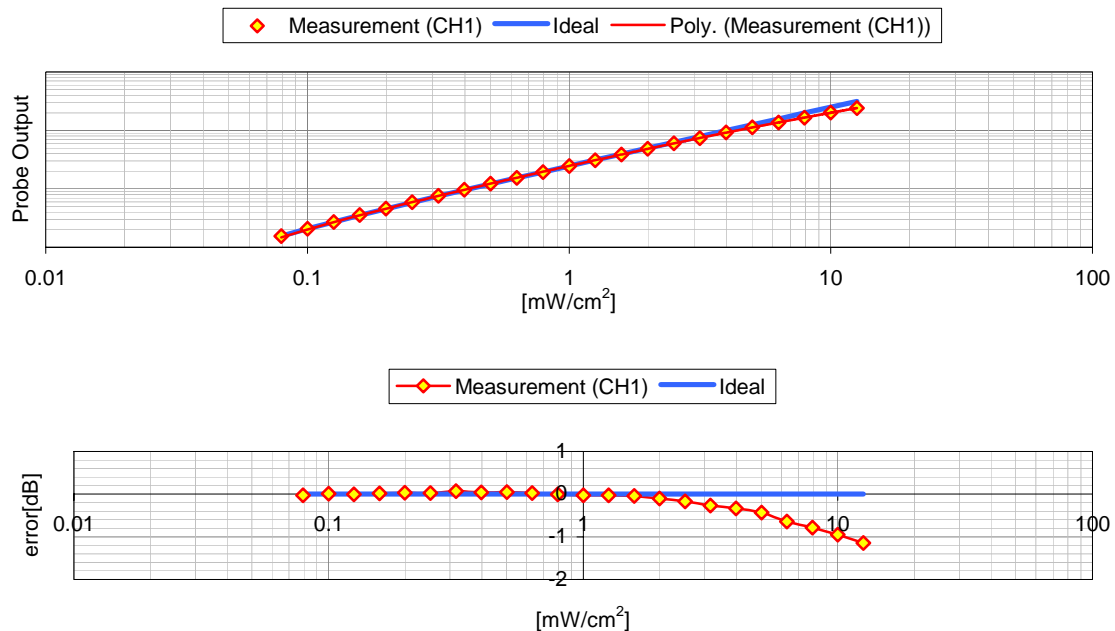 Measurement (CH1) Ideal Poly. (Measurement (CH1))
Probe Output
0.01 0.1 1 10 100
[mW/cm²]
Measurement (CH1) Ideal
error[dB]
1
0
0.01 0.1 10 100
-1
-2
[mW/cm²]